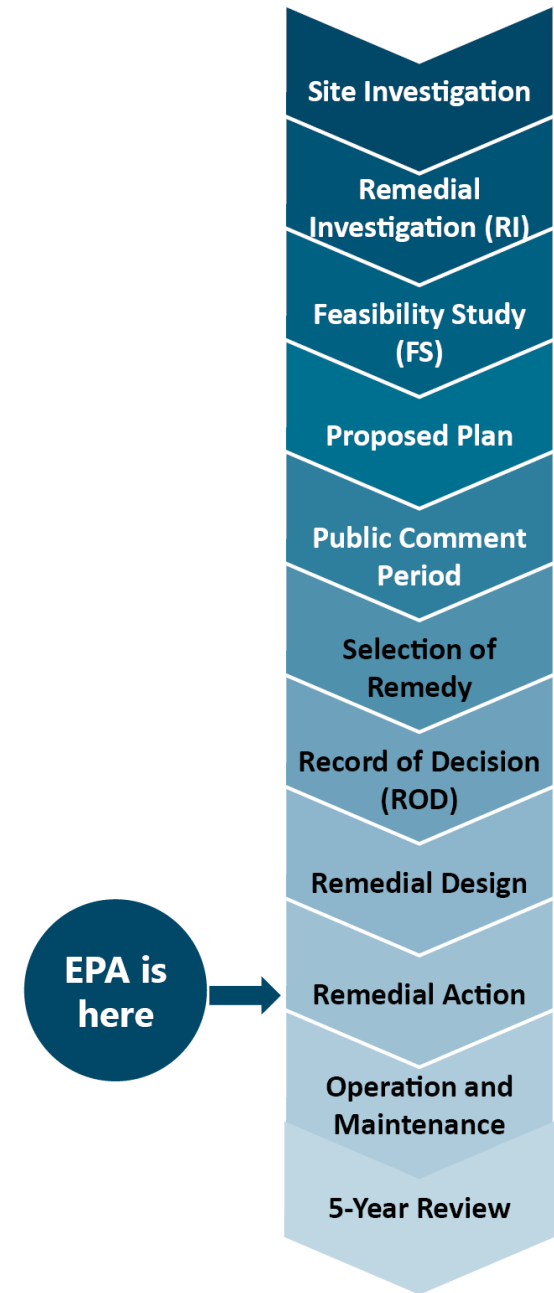 Site Investigation
Remedial
Investigation (RI)
Feasibility Study
(FS)
Proposed Plan
Public Comment
Period
Selection of
Remedy
Record of Decision
(ROD)
Remedial Design
EPA is
here
Remedial Action
Operation and
Maintenance
5-Year Review